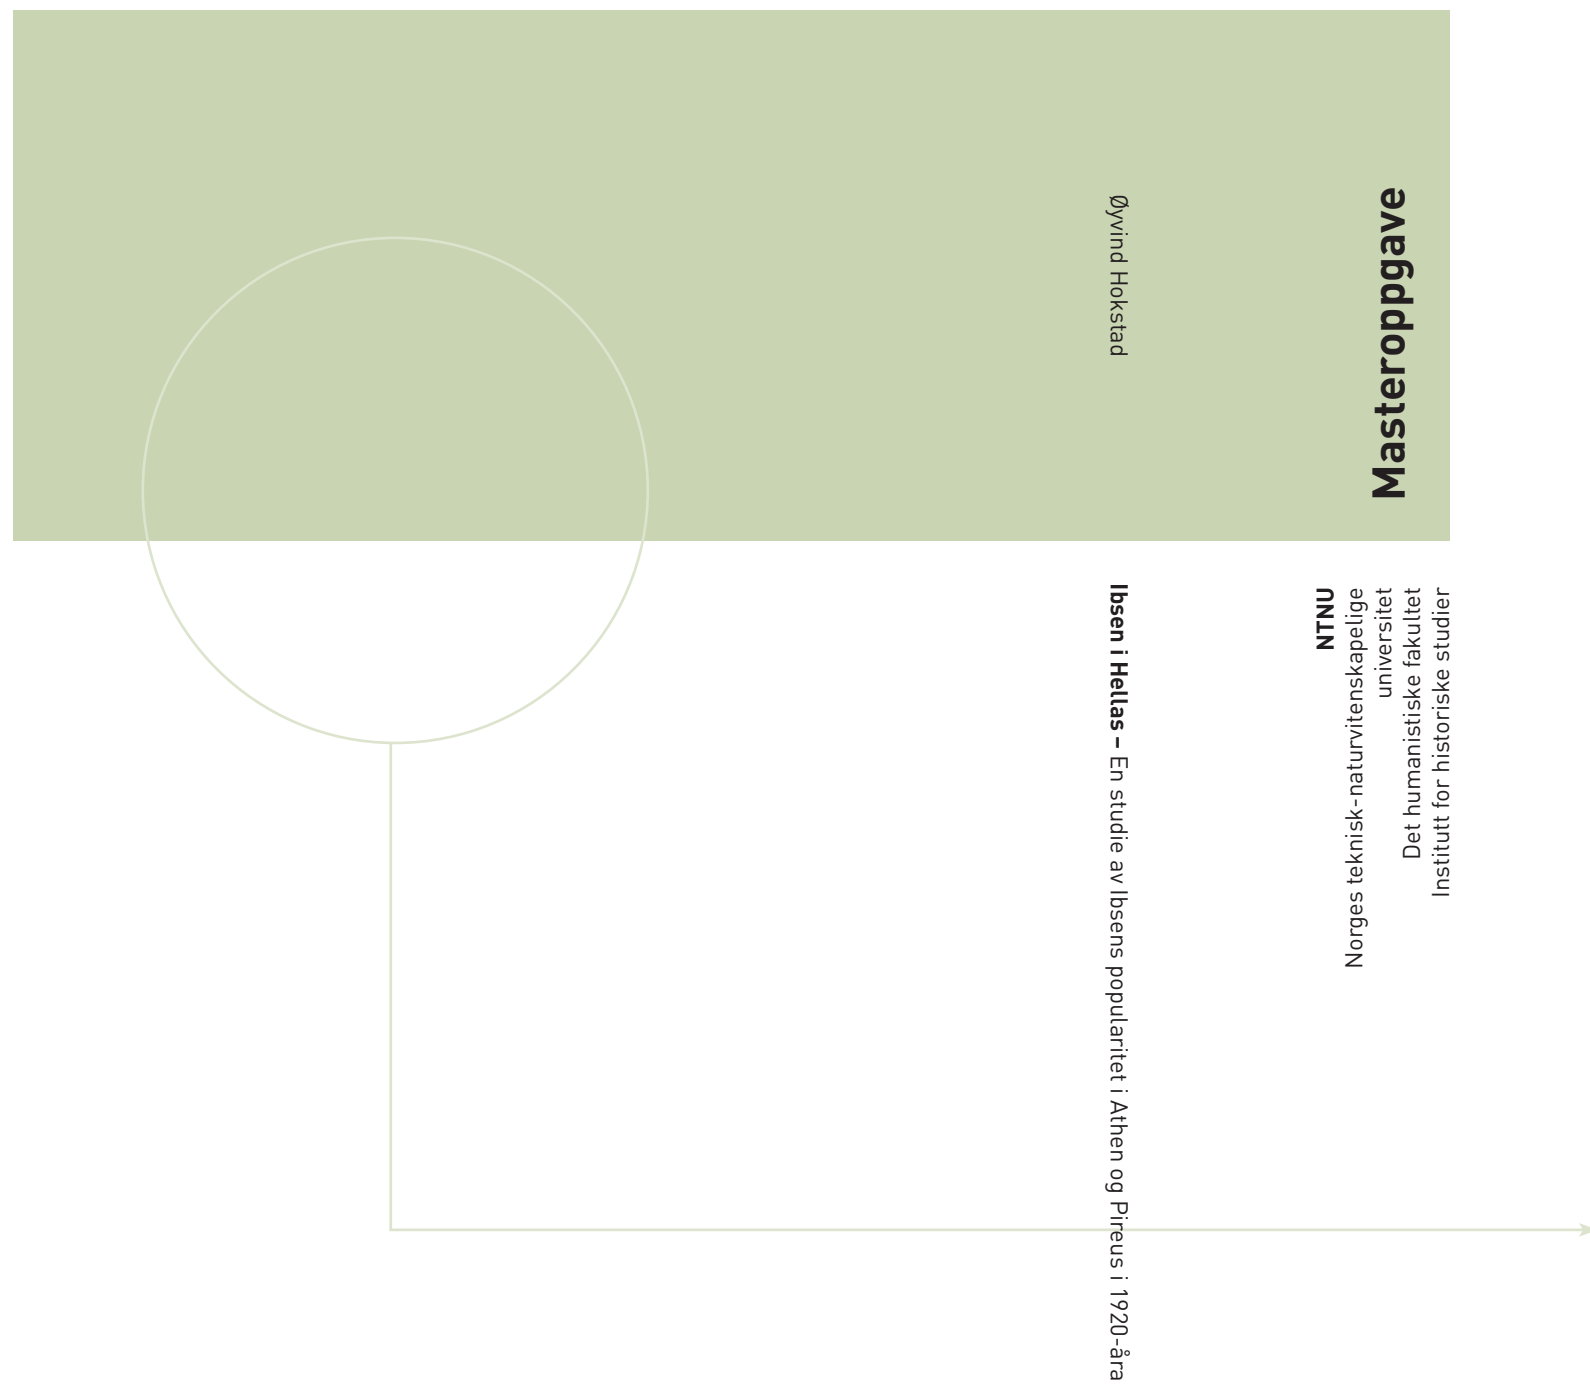 Masteroppgave
NTNU
Norges teknisk-naturvitenskapelige
universitet
Det humanistiske fakultet
Institutt for historiske studier
Øyvind Hokstad
Ibsen i Hellas – En studie av Ibsens popularitet i Athen og Pireus i 1920-åra